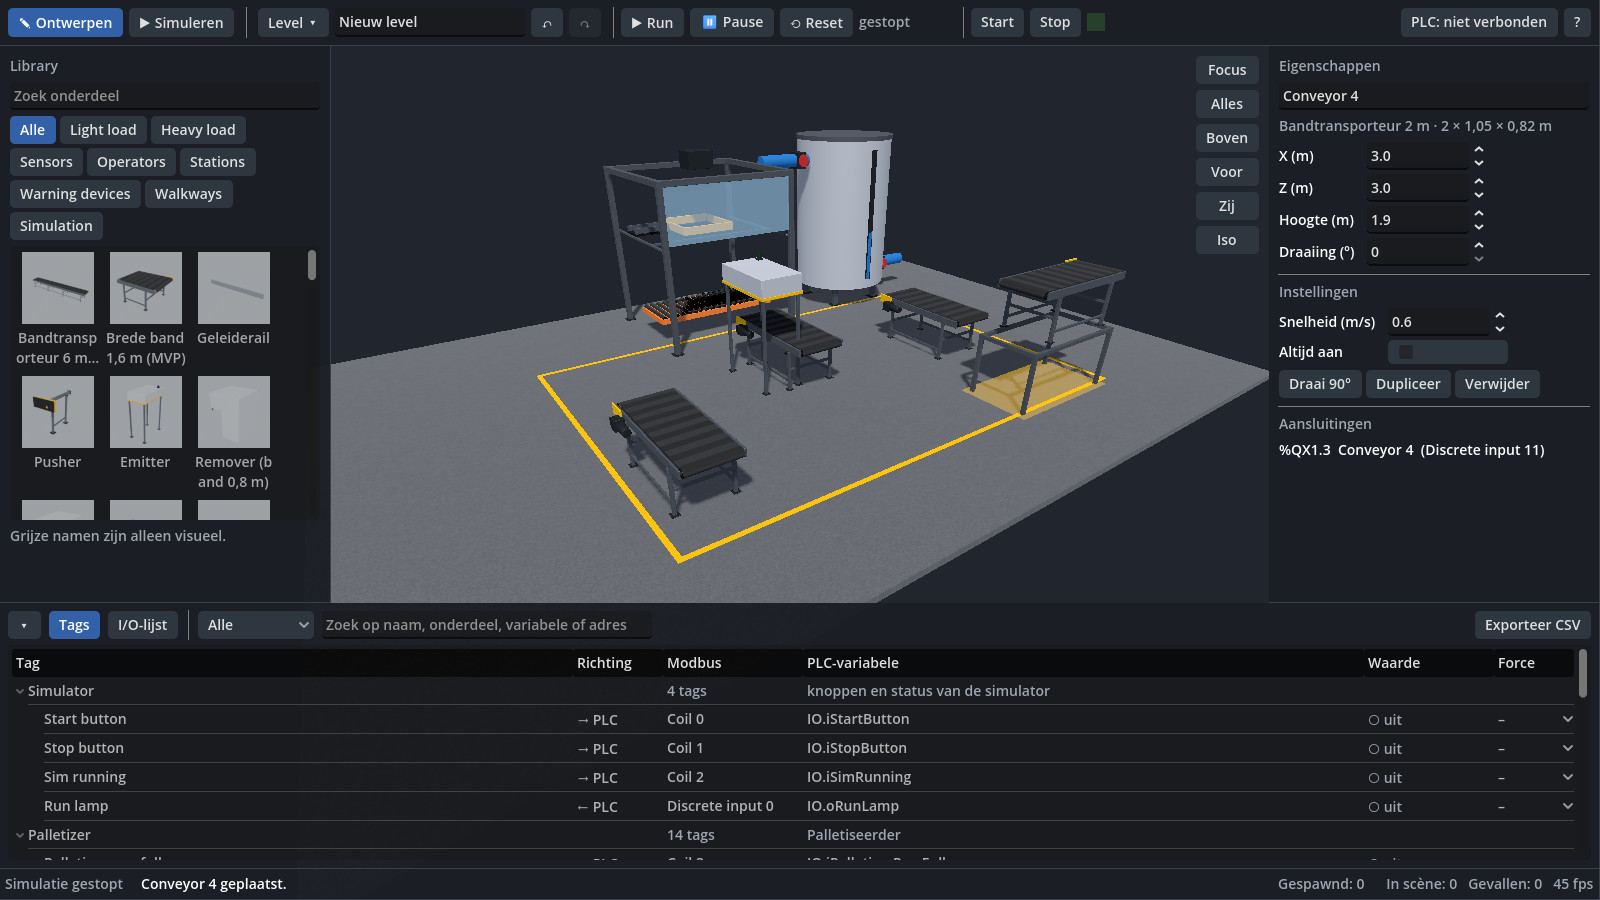 Ontwerpen
Simuleren
Level
Nieuw level
Run
Pause
Reset
gestopt
Start
Stop
PLC: niet verbonden
?
Library
Zoek onderdeel
Alle
Light load
Heavy load
Sensors
Operators
Stations
Warning devices
Walkways
Simulation
Bandtransp
orteur 6 m...
Brede band
1,6 m (MVP)
Geleiderail
Pusher
Emitter
Remover (b
and 0,8 m)
Grijze namen zijn alleen visueel.
Focus
Alles
Boven
Voor
Zij
Iso
Eigenschappen
Conveyor 4
Bandtransporteur 2 m · 2 × 1,05 × 0,82 m
X (m) 3.0
Z (m) 3.0
Hoogte (m) 1.9
Draaiing (°) 0
Instellingen
Snelheid (m/s) 0.6
Altijd aan
Draai 90°
Dupliceer
Verwijder
Aansluitingen
%QX1.3 Conveyor 4 (Discrete input 11)
Tags
I/O-lijst
Alle
Zoek op naam, onderdeel, variabele of adres
Exporteer CSV
Tag Richting Modbus PLC-variabele Waarde Force
Simulator 4 tags knoppen en status van de simulator
Start button → PLC Coil 0 IO.iStartButton uit –
Stop button → PLC Coil 1 IO.iStopButton uit –
Sim running → PLC Coil 2 IO.iSimRunning uit –
Run lamp ← PLC Discrete input 0 IO.oRunLamp uit –
Palletizer 14 tags Palletiseerder
Simulatie gestopt Conveyor 4 geplaatst.
Gespawnd: 0 In scène: 0 Gevallen: 0 45 fps